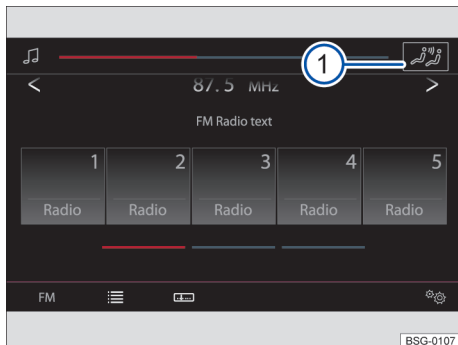 1
87.5 MHz
FM Radio text
1 2 3 4 5
Radio Radio Radio Radio Radio
FM
BSG-0107